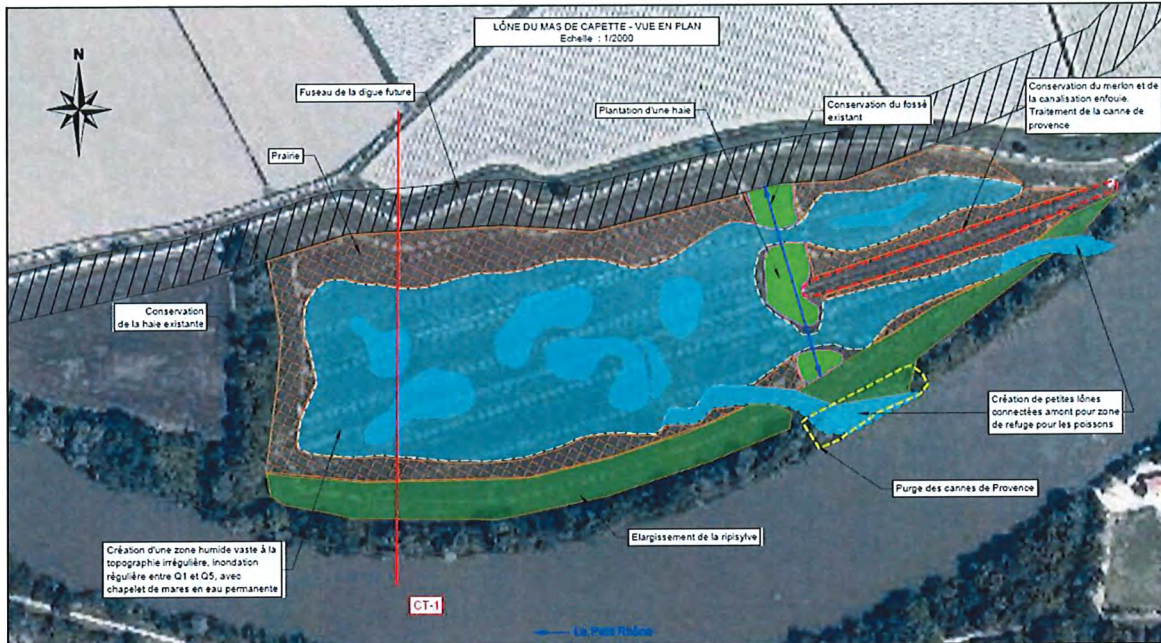 LÔNE DU MAS DE CAPETTE - VUE EN PLAN
Echelle : 1/2000
N
Fuseau de la digue future
Prairie
Plantation d'une haie
Conservation du fossé
existant
Conservation du merlon et de
la canalisation enfouie.
Traitement de la canne de
provence
Conservation
de la haie existante
Création de petites lônes
connectées amont pour zone
de refuge pour les poissons
Purge des cannes de Provence
Elargissement de la ripisylve
Création d'une zone humide vaste à la
topographie irrégulière, inondation
régulière entre Q1 et Q5, avec
chapelet de mares en eau permanente
CT-1
Le Petit Rhône